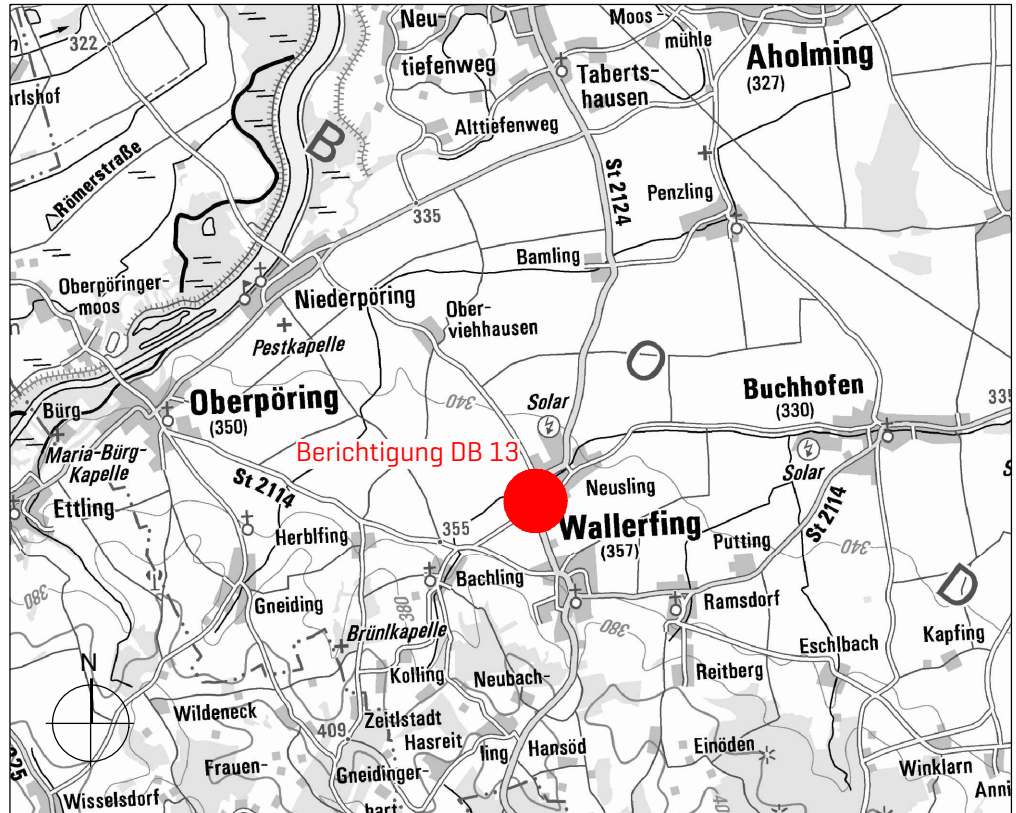 322
Neu-
tiefenweg
Moos-
mühle
Aholming
(327)
Taberts-
hausen
Alttiefenweg
Römerstraße
B
335
St 2124
Penzling
Bamling
Oberpöringer-
moos
Niederpöring
Ober-
viehhausen
Pestkapelle
O
Buchhofen
(330)
335
Oberpöring
(350)
340
Solar
Bürg
Maria-Bürg-
Kapelle
Berichtigung DB 13
Solar
Ettling
St 2114
Neusling
St 2114
Herblfing
355
Wallerfing
(357)
Putting
340
380
Bachling
D
Gneiding
380
Ramsdorf
Brünlkapelle
380
Eschlbach
Kapfing
N
Kolling
Neubach-
ling
Reitberg
Wildeneck
409
Zeitlstadt
Hasreit
Hansöd
Einöden
Frauen-
Gneidinger-
hart
Winklarn
Wisselsdorf